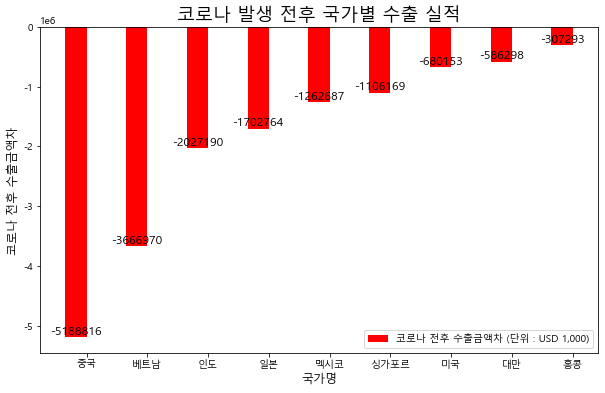 코로나 발생 전후 국가별 수출 실적
1e6
0
-1
-2
-3
-4
-5
코로나 전후 수출금액차
-5188816
-3666970
-2027190
-1702764
-1262687
-1106169
-680153
-586298
-307293
코로나 전후 수출금액차 (단위 : USD 1,000)
중국 베트남 인도 일본 멕시코 싱가포르 미국 대만 홍콩
국가명